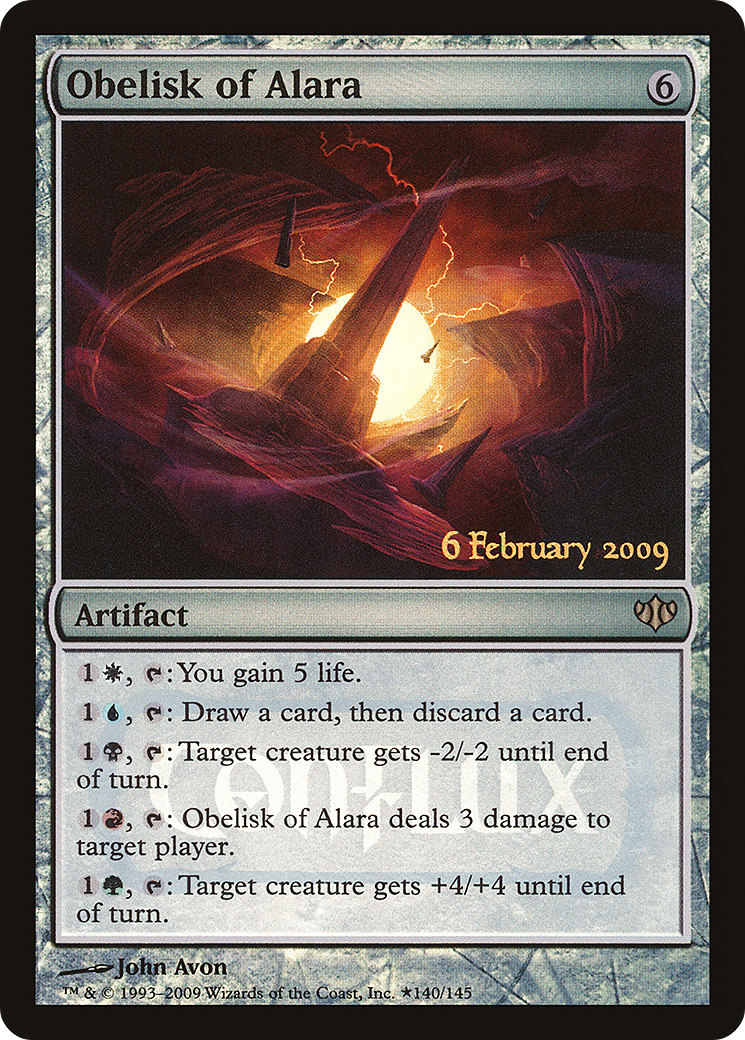 Obelisk of Alara 6
6 February 2009
Artifact
1 , : You gain 5 life.
1 , : Draw a card, then discard a card.
1 , : Target creature gets -2/-2 until end
of turn.
1 , : Obelisk of Alara deals 3 damage to
target player.
1 , : Target creature gets +4/+4 until end
of turn.
CONFLUX
John Avon
™ & © 1993–2009 Wizards of the Coast, Inc. ★140/145